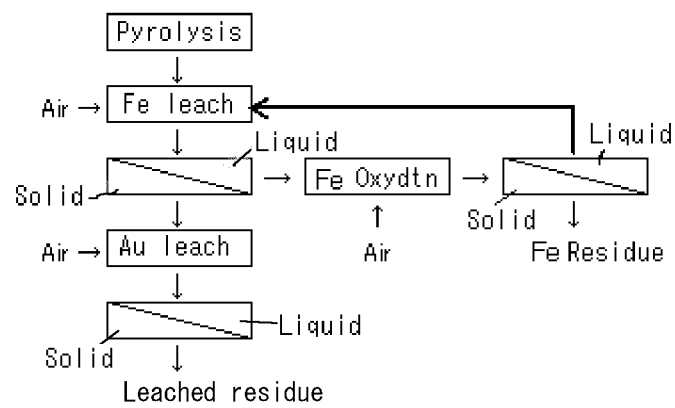 Pyrolysis
Air
Fe leach
Liquid
Liquid
Solid
Fe Oxydtn
Solid
Air
Au leach
Air
Fe Residue
Liquid
Solid
Leached residue